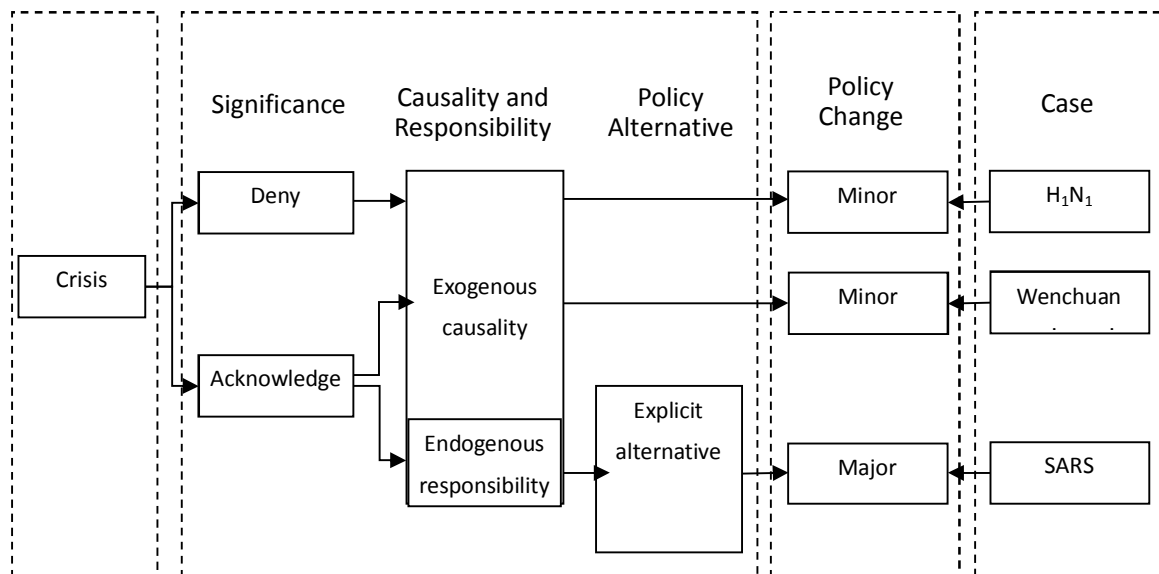 Significance
Causality and
Responsibility
Policy
Alternative
Policy
Change
Case
Deny
Minor
H₁N₁
Crisis
Exogenous
causality
Minor
Wenchuan
Acknowledge
Explicit
alternative
Endogenous
responsibility
Major
SARS